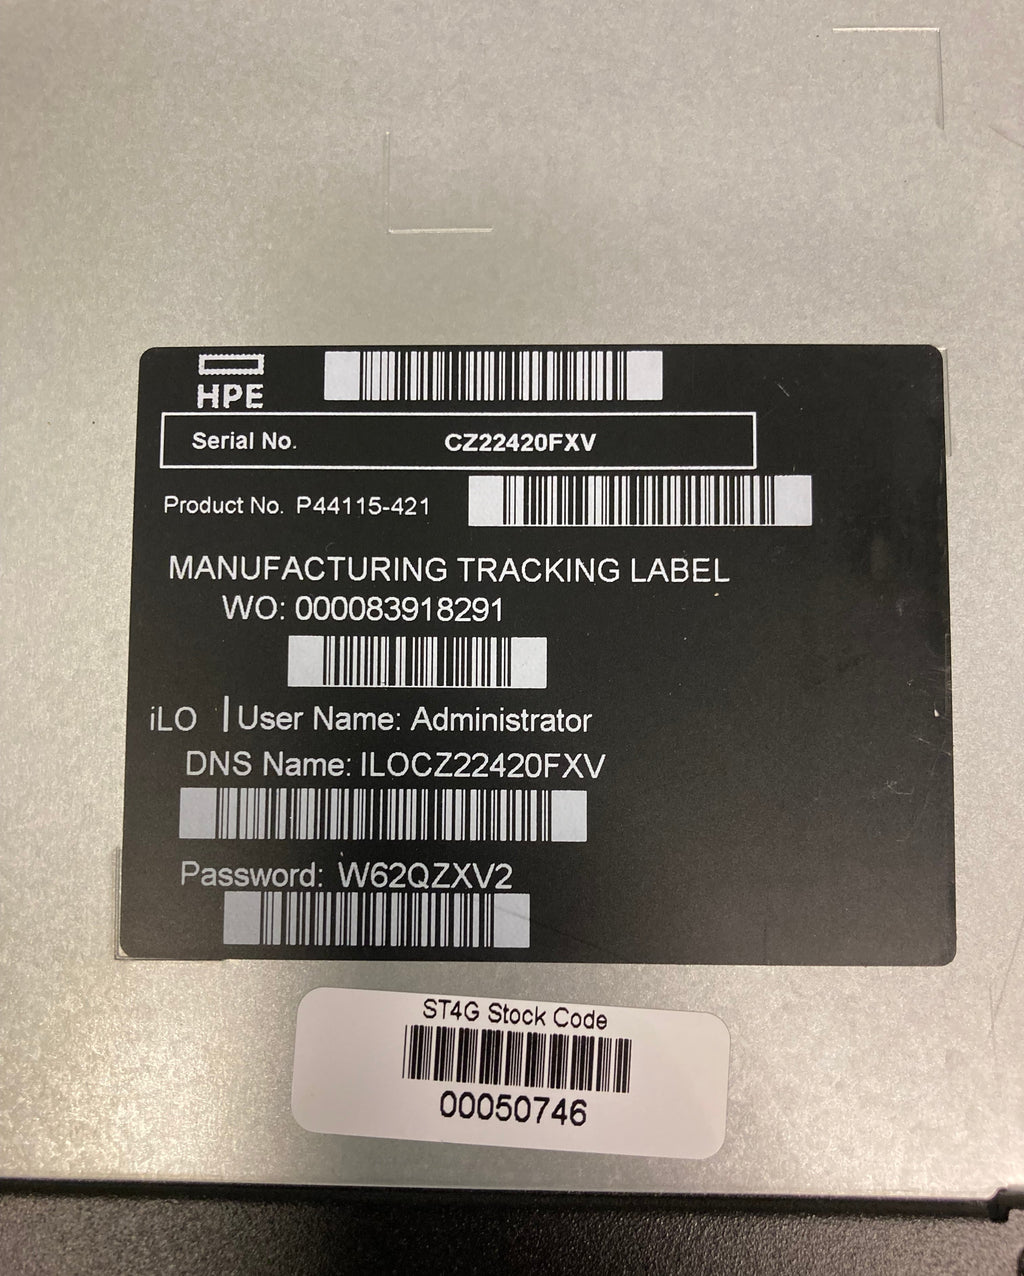 HPE
Serial No. CZ22420FXV
Product No. P44115-421
MANUFACTURING TRACKING LABEL
WO: 000083918291
iLO | User Name: Administrator
DNS Name: ILOCZ22420FXV
Password: W62QZXV2
ST4G Stock Code
00050746